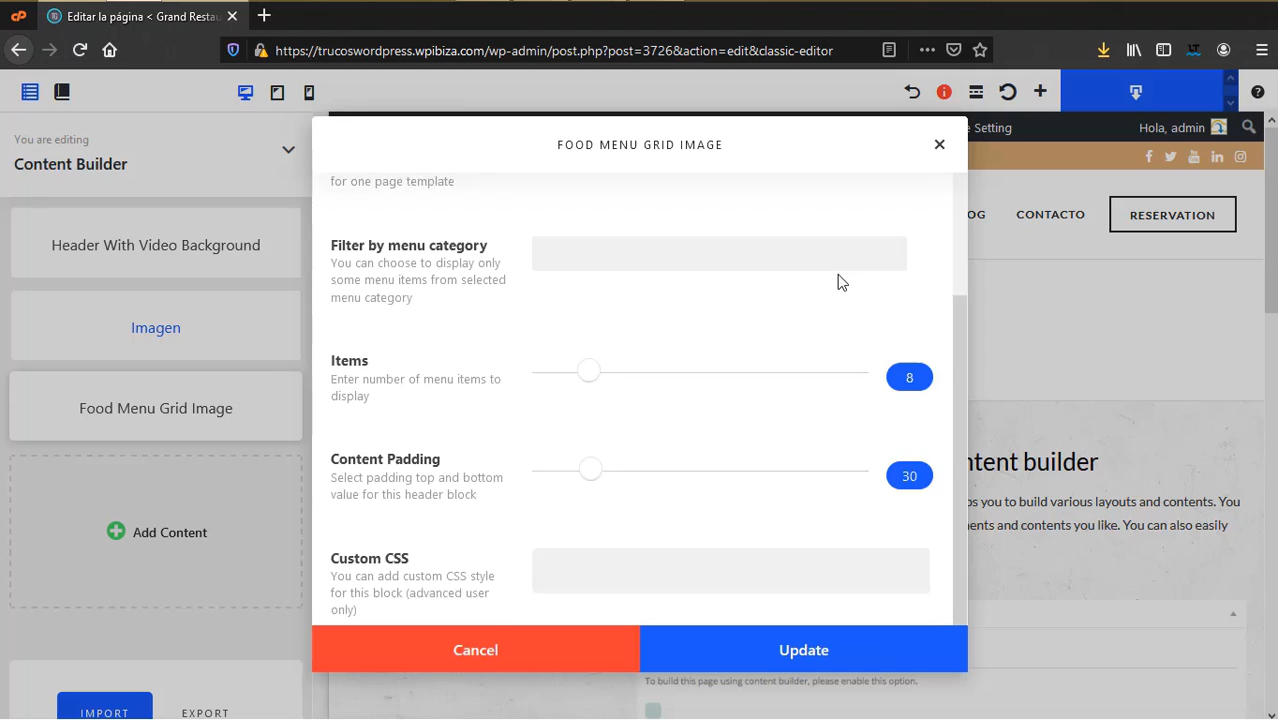 Editar la página < Grand Restau
https://trucoswordpress.wpibiza.com/wp-admin/post.php?post=3726&action=edit&classic-editor
You are editing
Content Builder
Header With Video Background
Imagen
Food Menu Grid Image
Add Content
IMPORT
EXPORT
e Setting
Hola, admin
OG
CONTACTO
RESERVATION
FOOD MENU GRID IMAGE
for one page template
Filter by menu category
You can choose to display only
some menu items from selected
menu category
Items
Enter number of menu items to
display
8
Content Padding
Select padding top and bottom
value for this header block
30
Custom CSS
You can add custom CSS style
for this block (advanced user
only)
Cancel
Update
ntent builder
ps you to build various layouts and contents. You
ments and contents you like. You can also easily
To build this page using content builder, please enable this option.